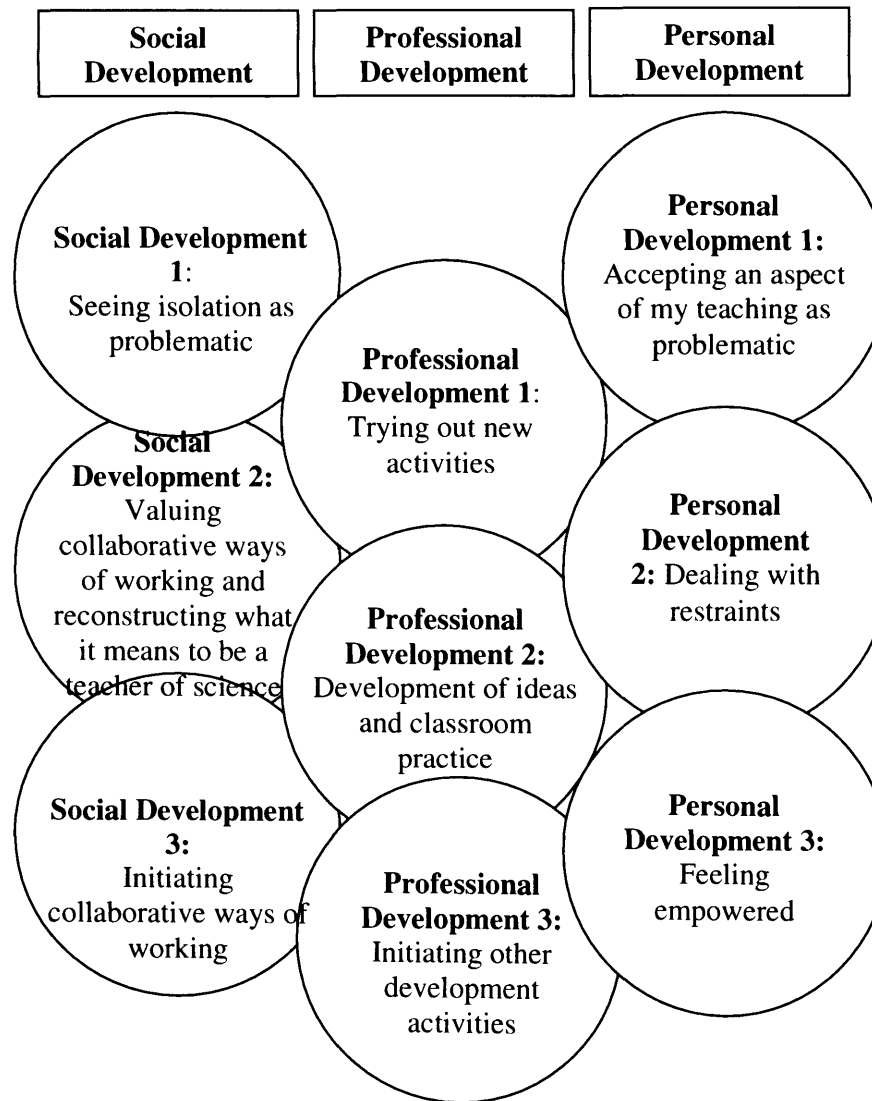 Social
Development
Professional
Development
Personal
Development
Social Development
1:
Seeing isolation as
problematic
Social
Development 2:
Valuing
collaborative ways
of working and
reconstructing what
it means to be a
teacher of science
Social Development
3:
Initiating
collaborative ways of
working
Professional
Development 1:
Trying out new
activities
Professional
Development 2:
Development of ideas
and classroom
practice
Professional
Development 3:
Initiating other
development
activities
Personal
Development 1:
Accepting an aspect
of my teaching as
problematic
Personal
Development
2: Dealing with
restraints
Personal
Development 3:
Feeling
empowered